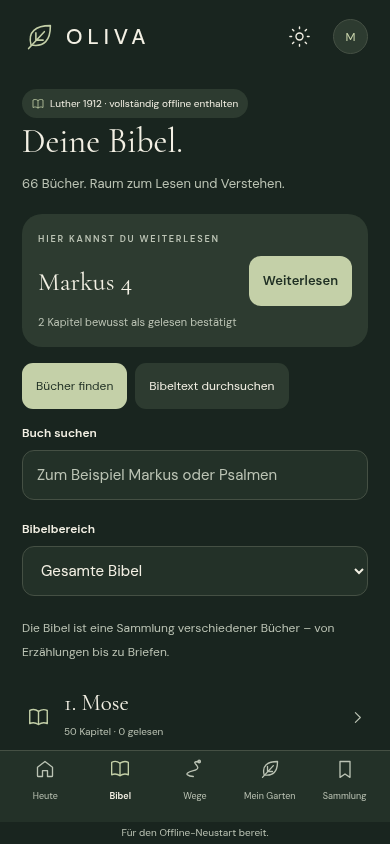 OLIVA
M
Luther 1912 · vollständig offline enthalten
Deine Bibel.
66 Bücher. Raum zum Lesen und Verstehen.
HIER KANNST DU WEITERLESEN
Markus 4
Weiterlesen
2 Kapitel bewusst als gelesen bestätigt
Bücher finden
Bibeltext durchsuchen
Buch suchen
Zum Beispiel Markus oder Psalmen
Bibelbereich
Gesamte Bibel
Die Bibel ist eine Sammlung verschiedener Bücher – von
Erzählungen bis zu Briefen.
1. Mose
50 Kapitel · 0 gelesen
Heute
Bibel
Wege
Mein Garten
Sammlung
Für den Offline-Neustart bereit.